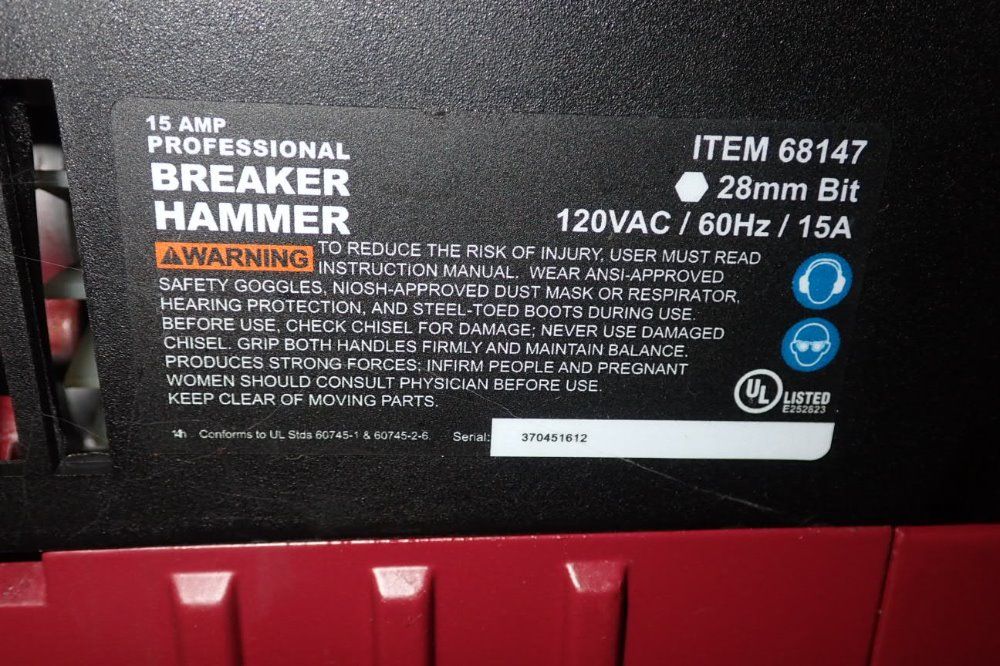 15 AMP
PROFESSIONAL
BREAKER
HAMMER
ITEM 68147
28mm Bit
120VAC / 60Hz / 15A
WARNING TO REDUCE THE RISK OF INJURY, USER MUST READ
INSTRUCTION MANUAL. WEAR ANSI-APPROVED
SAFETY GOGGLES, NIOSH-APPROVED DUST MASK OR RESPIRATOR,
HEARING PROTECTION, AND STEEL-TOED BOOTS DURING USE.
BEFORE USE, CHECK CHISEL FOR DAMAGE; NEVER USE DAMAGED
CHISEL. GRIP BOTH HANDLES FIRMLY AND MAINTAIN BALANCE.
PRODUCES STRONG FORCES; INFIRM PEOPLE AND PREGNANT
WOMEN SHOULD CONSULT PHYSICIAN BEFORE USE.
KEEP CLEAR OF MOVING PARTS.
UL LISTED
E252623
14h Conforms to UL Stds 60745-1 & 60745-2-6. Serial: 370451612